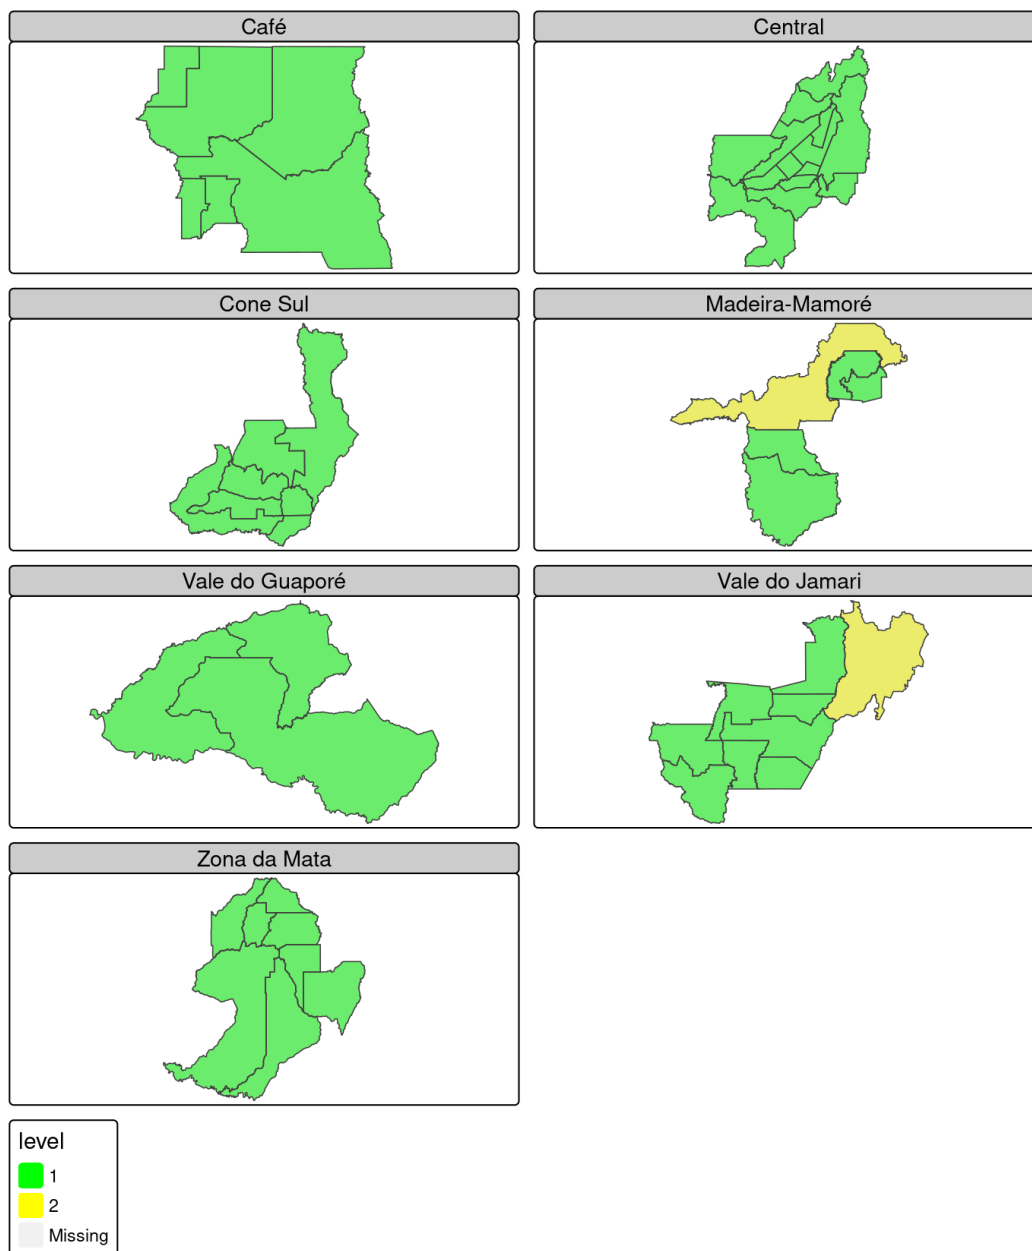 Café
Central
Cone Sul
Madeira-Mamoré
Vale do Guaporé
Vale do Jamari
Zona da Mata
level
1
2
Missing